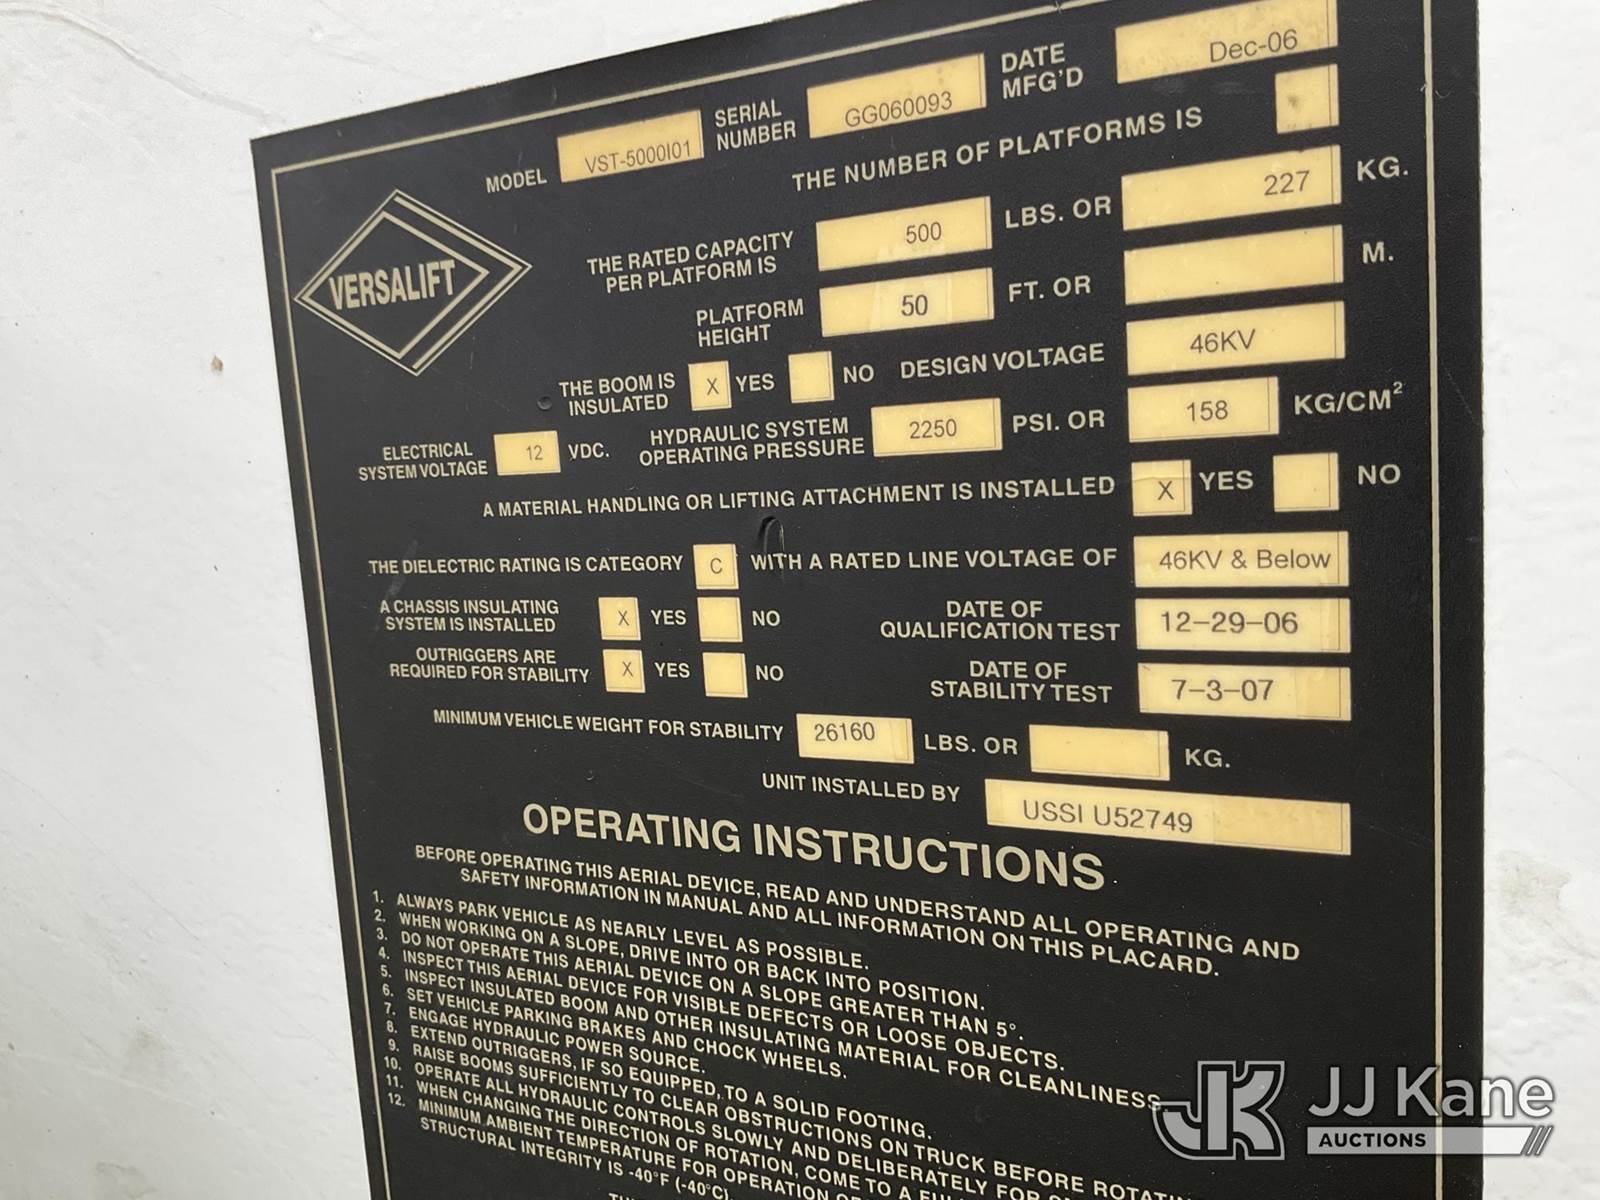 MODEL VST-5000I01 SERIAL NUMBER GG060093 DATE MFG'D Dec-06
THE NUMBER OF PLATFORMS IS
VERSALIFT
THE RATED CAPACITY PER PLATFORM IS 500 LBS. OR 227 KG.
PLATFORM HEIGHT 50 FT. OR M.
THE BOOM IS INSULATED X YES NO DESIGN VOLTAGE 46KV
ELECTRICAL SYSTEM VOLTAGE 12 VDC. HYDRAULIC SYSTEM OPERATING PRESSURE 2250 PSI. OR 158 KG/CM²
A MATERIAL HANDLING OR LIFTING ATTACHMENT IS INSTALLED X YES NO
THE DIELECTRIC RATING IS CATEGORY C WITH A RATED LINE VOLTAGE OF 46KV & Below
A CHASSIS INSULATING SYSTEM IS INSTALLED X YES NO DATE OF QUALIFICATION TEST 12-29-06
OUTRIGGERS ARE REQUIRED FOR STABILITY X YES NO DATE OF STABILITY TEST 7-3-07
MINIMUM VEHICLE WEIGHT FOR STABILITY 26160 LBS. OR KG.
UNIT INSTALLED BY USSI U52749
OPERATING INSTRUCTIONS
BEFORE OPERATING THIS AERIAL DEVICE, READ AND UNDERSTAND ALL OPERATING AND
SAFETY INFORMATION IN MANUAL AND ALL INFORMATION ON THIS PLACARD.
1. ALWAYS PARK VEHICLE AS NEARLY LEVEL AS POSSIBLE.
2. WHEN WORKING ON A SLOPE, DRIVE INTO OR BACK INTO POSITION.
3. DO NOT OPERATE THIS AERIAL DEVICE ON A SLOPE GREATER THAN 5°.
4. INSPECT THIS AERIAL DEVICE FOR VISIBLE DEFECTS OR LOOSE OBJECTS.
5. INSPECT INSULATED BOOM AND OTHER INSULATING MATERIAL FOR CLEANLINESS.
6. SET VEHICLE PARKING BRAKES AND CHOCK WHEELS.
7. ENGAGE HYDRAULIC POWER SOURCE.
8. EXTEND OUTRIGGERS, IF SO EQUIPPED, TO A SOLID FOOTING.
9. RAISE BOOMS SUFFICIENTLY TO CLEAR OBSTRUCTIONS ON TRUCK BEFORE
10. OPERATE ALL HYDRAULIC CONTROLS SLOWLY AND DELIBERATELY FOR
11. WHEN CHANGING THE DIRECTION OF ROTATION, COME TO A
12. MINIMUM AMBIENT TEMPERATURE FOR OPERATION
STRUCTURAL INTEGRITY IS -40°F (-40°C).
JK JJ Kane
AUCTIONS